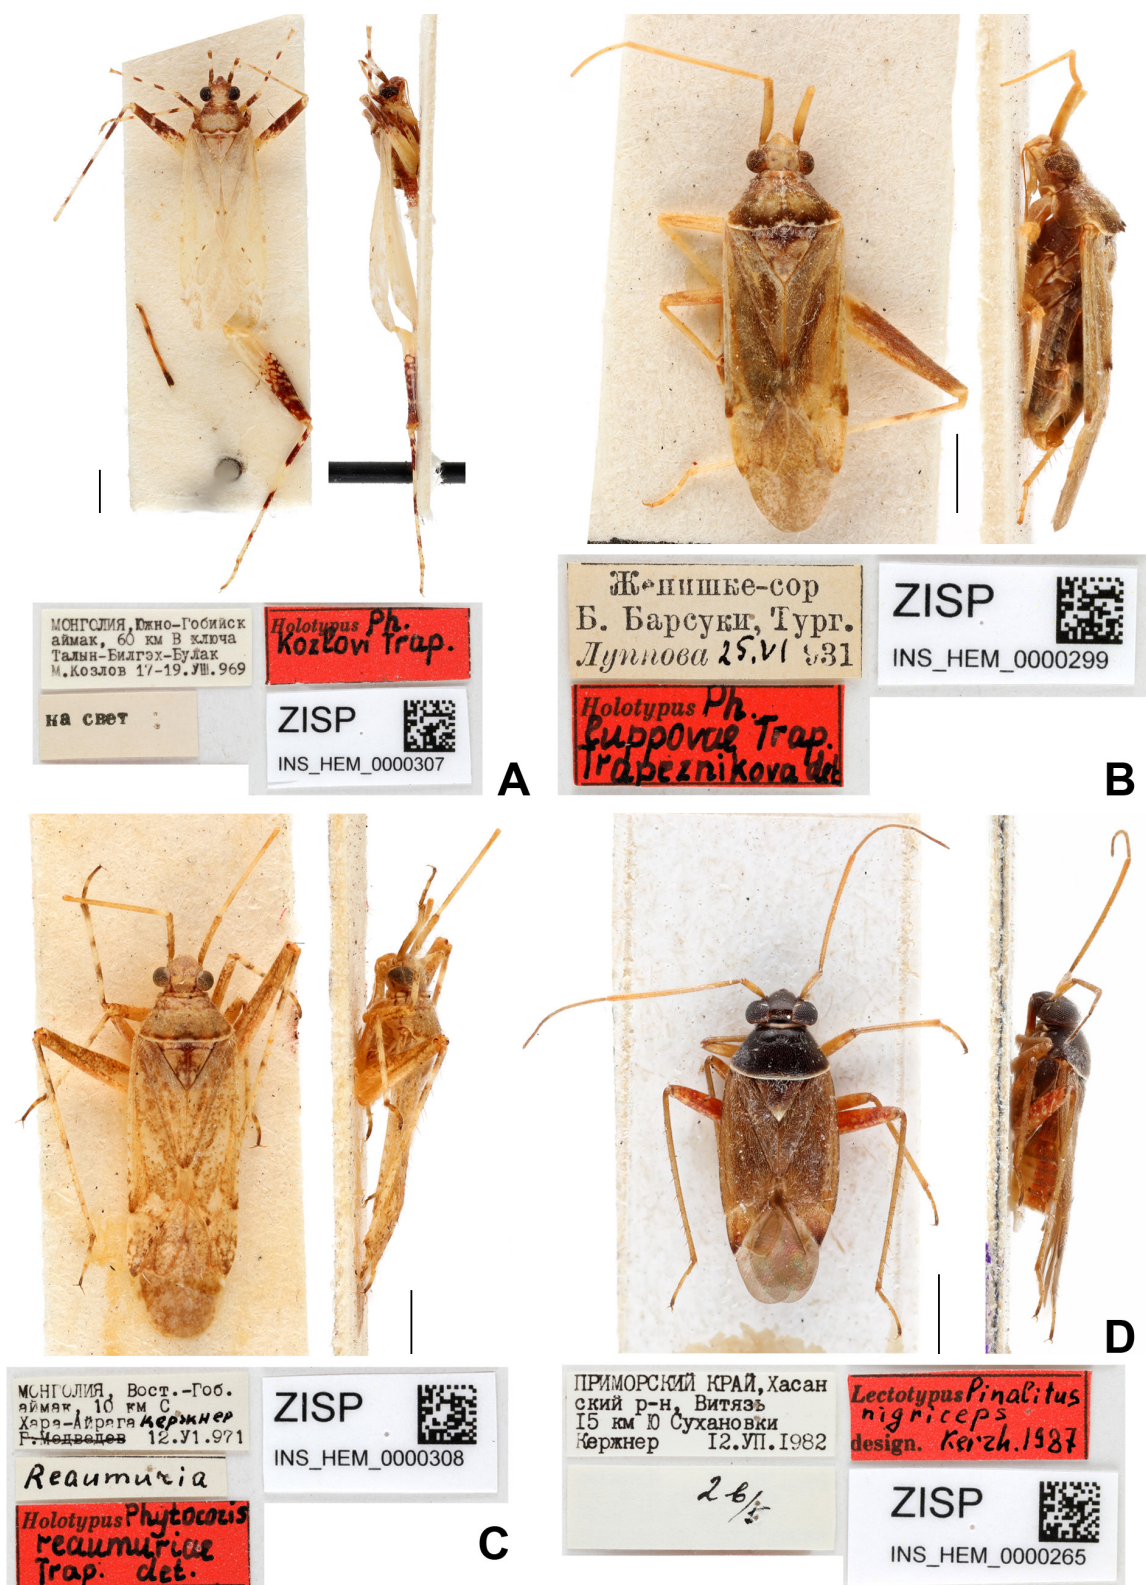 МОНГОЛИЯ, Южно-Гобийск
аймак, 60 км В ключа
Талын-Билгэх-Булак
М.Козлов 17-19.УШ.969
на свет
Holotypus Ph.
Kozlovi Trap.
ZISP
INS_HEM_0000307
A
Ж-пишке-сор
Б. Барсуки, Тург.
Луппова 25.VI 931
Holotypus Ph.
luppovae Trap.
Trapeznikova det
ZISP
INS_HEM_0000299
B
МОНГОЛИЯ, Вост.-Гоб.
аймак, 10 км С
Хара-Айрага Кержнер
Г.Медведев 12.У1.971
Reaumuria
Holotypus Phytocoris
reaumuriae
Trap. det.
ZISP
INS_HEM_0000308
C
ПРИМОРСКИЙ КРАЙ, Хасан
ский р-н, Витязь
15 км Ю Сухановки
Кержнер 12.УП.1982
Lectotypus Pinalitus
nigriceps
design. Kerzh. 1987
ZISP
INS_HEM_0000265
D